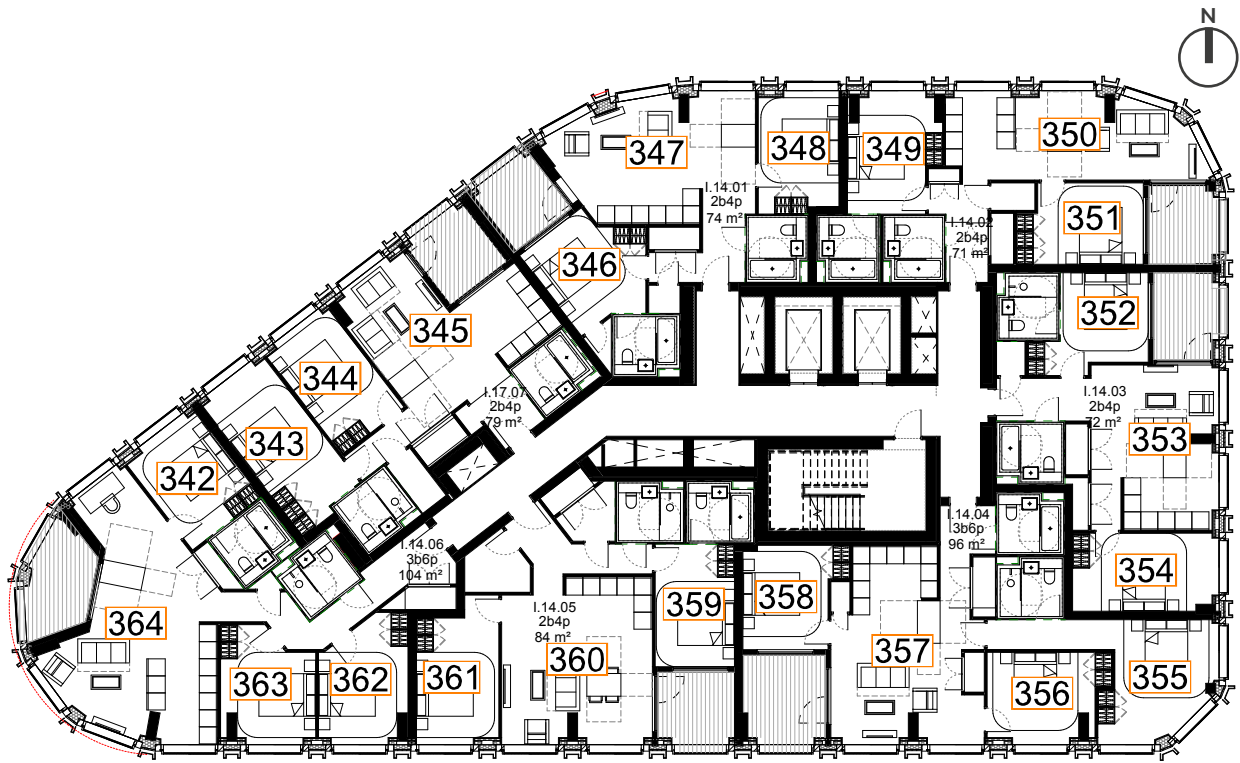 N
350
347
348
349
I.14.01
2b4p
74 m²
351
I.14.02
2b4p
71 m²
346
352
345
344
I.17.07
2b4p
79 m²
I.14.03
2b4p
72 m²
353
343
342
I.14.04
3b6p
96 m²
I.14.06
3b6p
104 m²
354
359
358
I.14.05
2b4p
84 m²
364
357
360
361
362
363
355
356